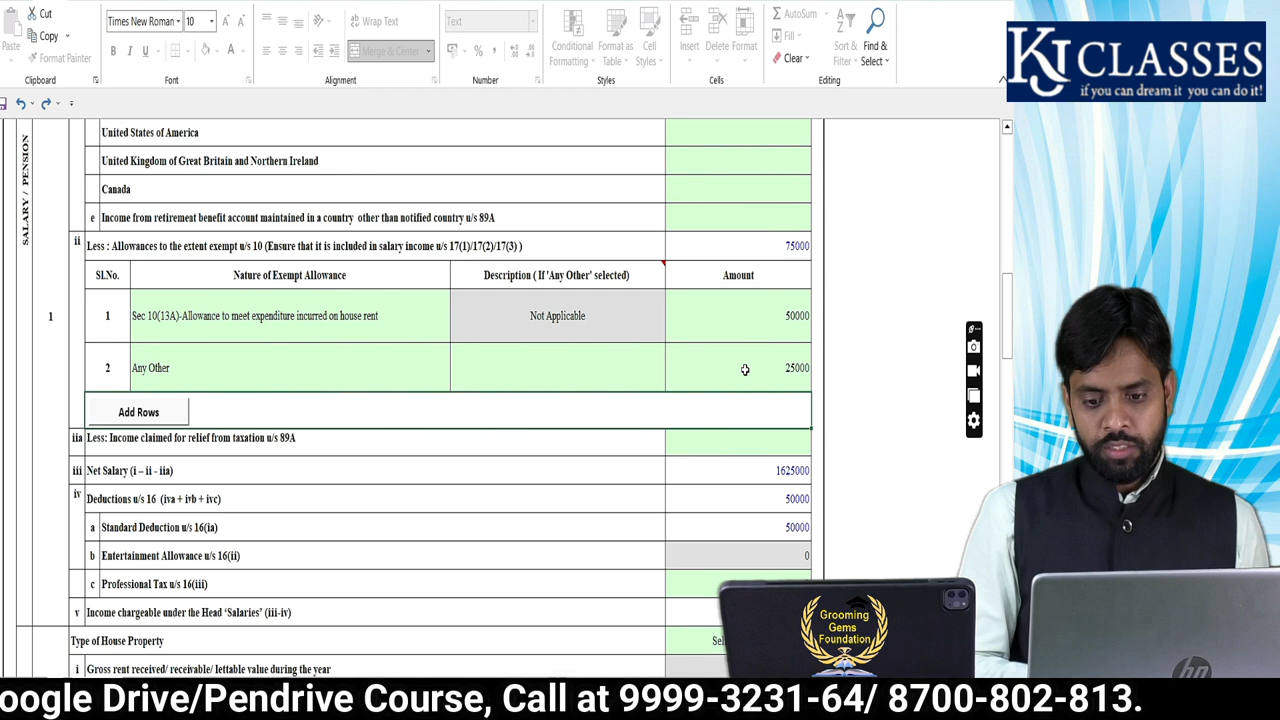 Cut
Copy
Paste
Format Painter
Clipboard
Times New Roman
10
A A
B I U A
Font
Wrap Text
Merge & Center
Alignment
Text
%
Number
Conditional Formatting
Format as Table
Cell Styles
Styles
Insert Delete Format
Cells
AutoSum
Fill
Clear
Sort & Filter
Find & Select
Editing
KJ CLASSES
if you can dream it you can do it!
SALARY / PENSION
1
United States of America
United Kingdom of Great Britain and Northern Ireland
Canada
e Income from retirement benefit account maintained in a country other than notified country u/s 89A
ii Less : Allowances to the extent exempt u/s 10 (Ensure that it is included in salary income u/s 17(1)/17(2)/17(3) ) 75000
Sl.No. Nature of Exempt Allowance Description ( If 'Any Other' selected) Amount
1 Sec 10(13A)-Allowance to meet expenditure incurred on house rent Not Applicable 50000
2 Any Other 25000
Add Rows
iia Less: Income claimed for relief from taxation u/s 89A
iii Net Salary (i – ii - iia) 1625000
iv Deductions u/s 16 (iva + ivb + ivc) 50000
a Standard Deduction u/s 16(ia) 50000
b Entertainment Allowance u/s 16(ii) 0
c Professional Tax u/s 16(iii)
v Income chargeable under the Head ‘Salaries’ (iii-iv)
Type of House Property Sel
i Gross rent received/ receivable/ lettable value during the year
Grooming
Gems
Foundation
hp
oogle Drive/Pendrive Course, Call at 9999-3231-64/ 8700-802-813.